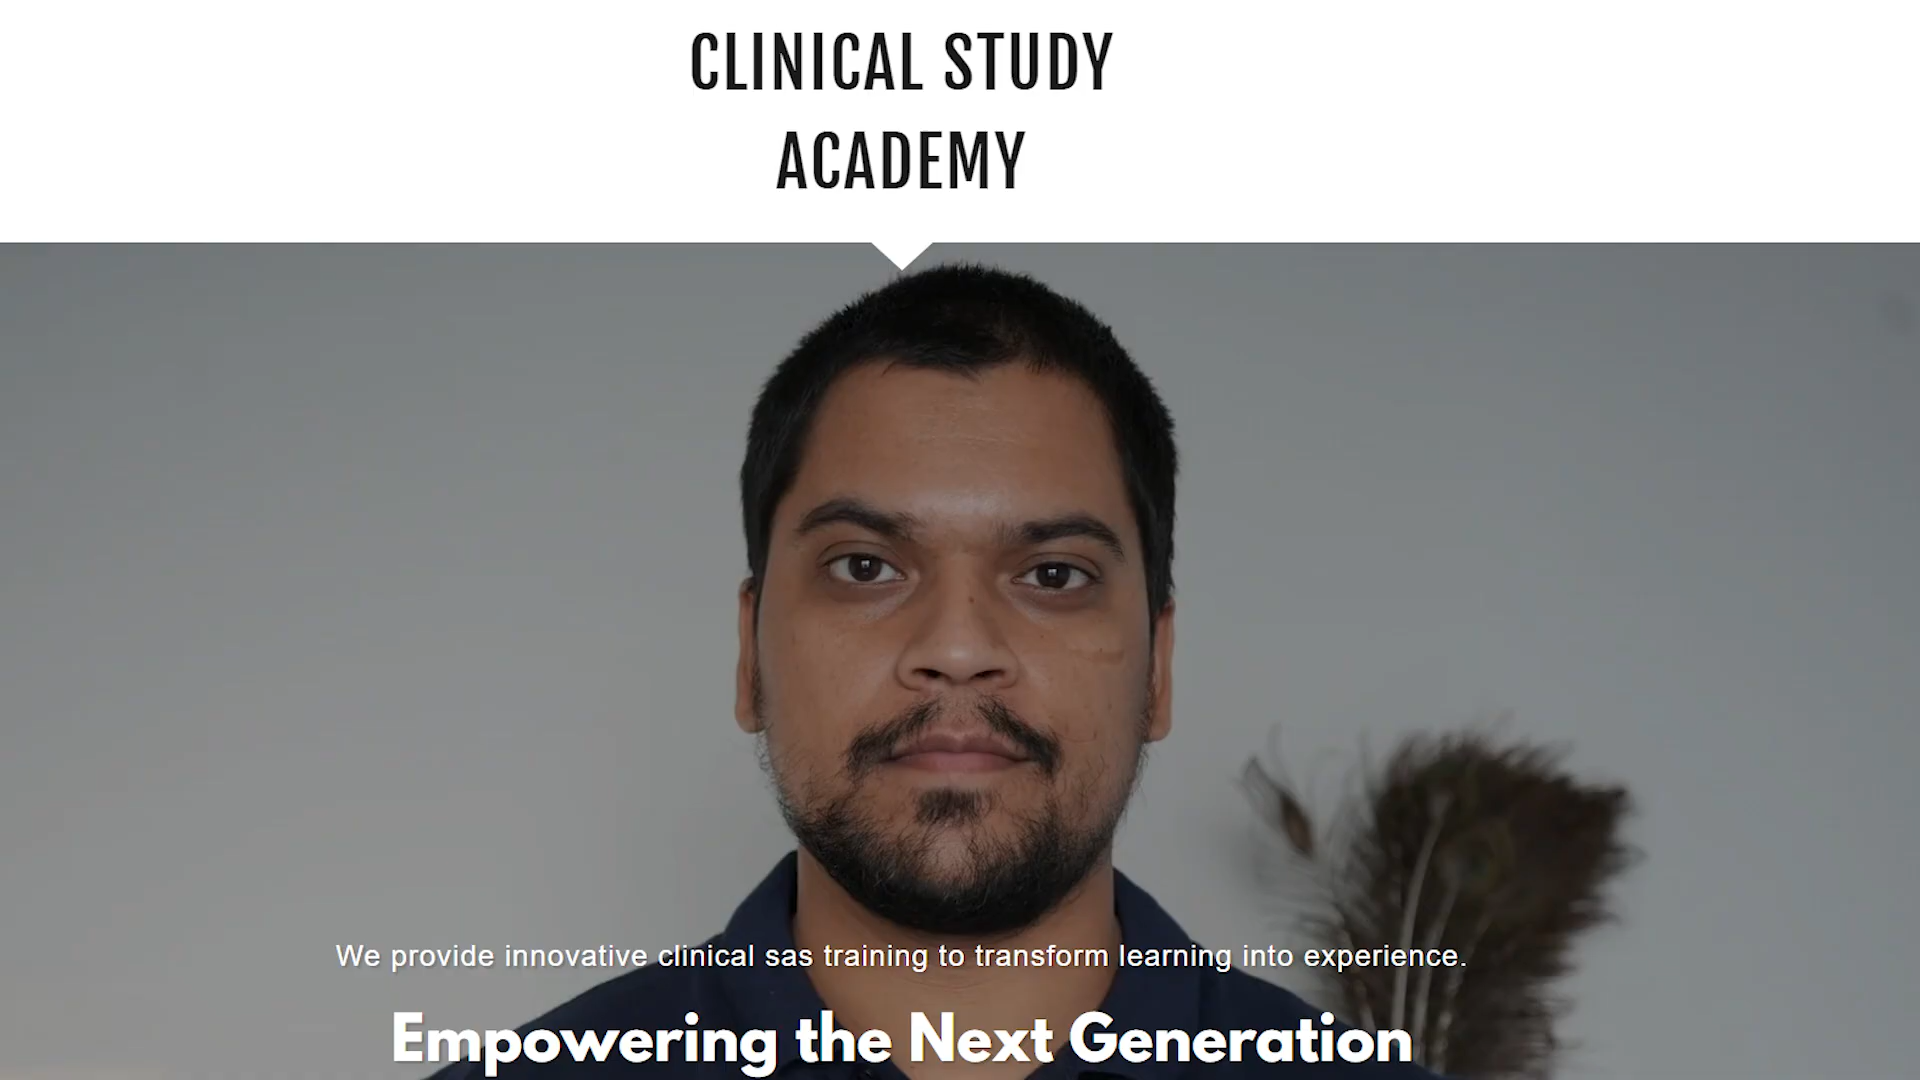 CLINICAL STUDY
ACADEMY
We provide innovative clinical sas training to transform learning into experience.
Empowering the Next Generation